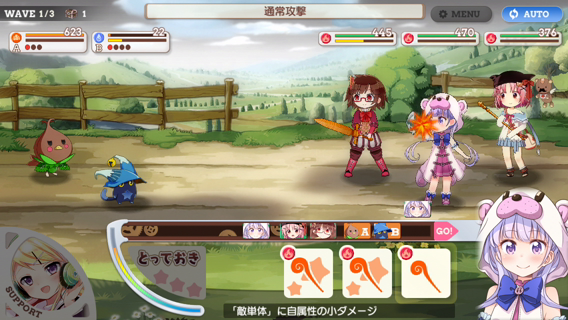 WAVE 1/3
1
通常攻撃
MENU
AUTO
623
22
445
470
376
A
B
A
B
GO!
とっておき
SUPPORT
「敵単体」に自属性の小ダメージ